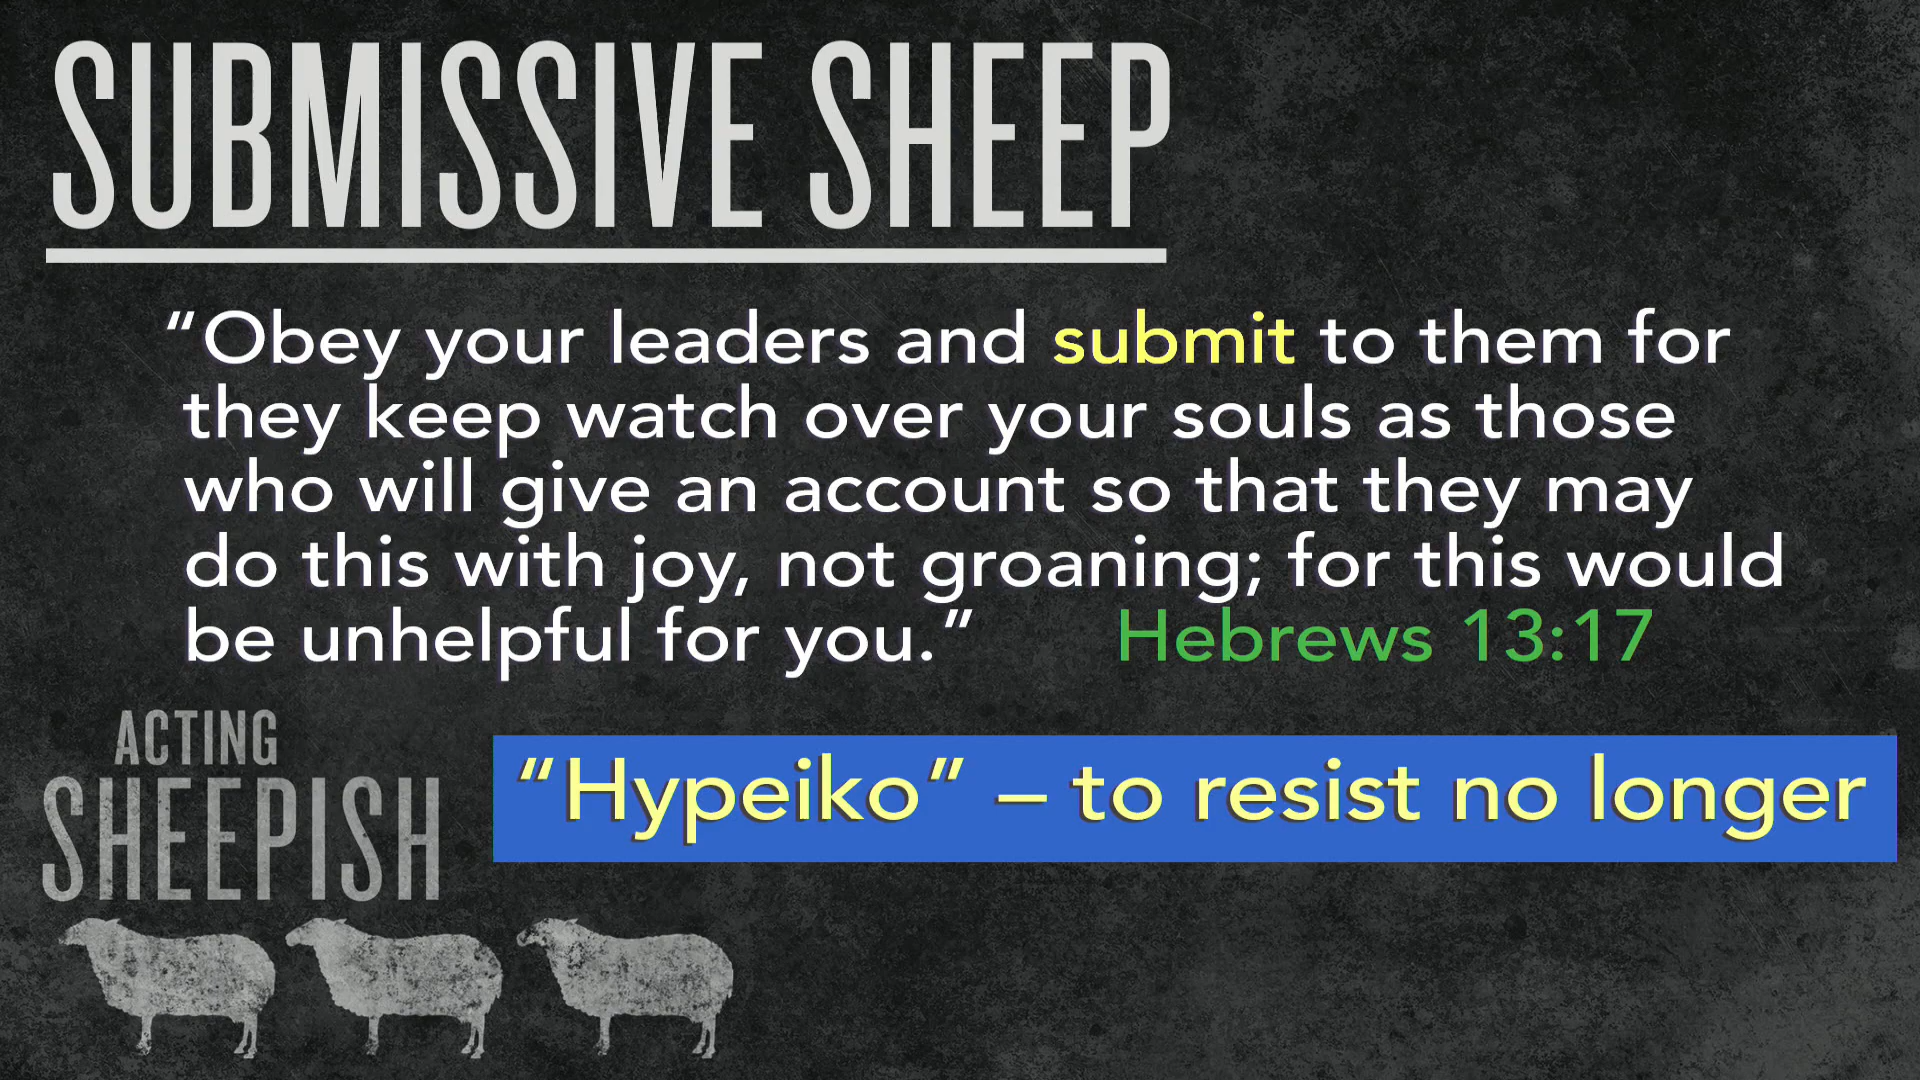 SUBMISSIVE SHEEP
“Obey your leaders and submit to them for
they keep watch over your souls as those
who will give an account so that they may
do this with joy, not groaning; for this would
be unhelpful for you.” Hebrews 13:17
ACTING
SHEEPISH
“Hypeiko” – to resist no longer